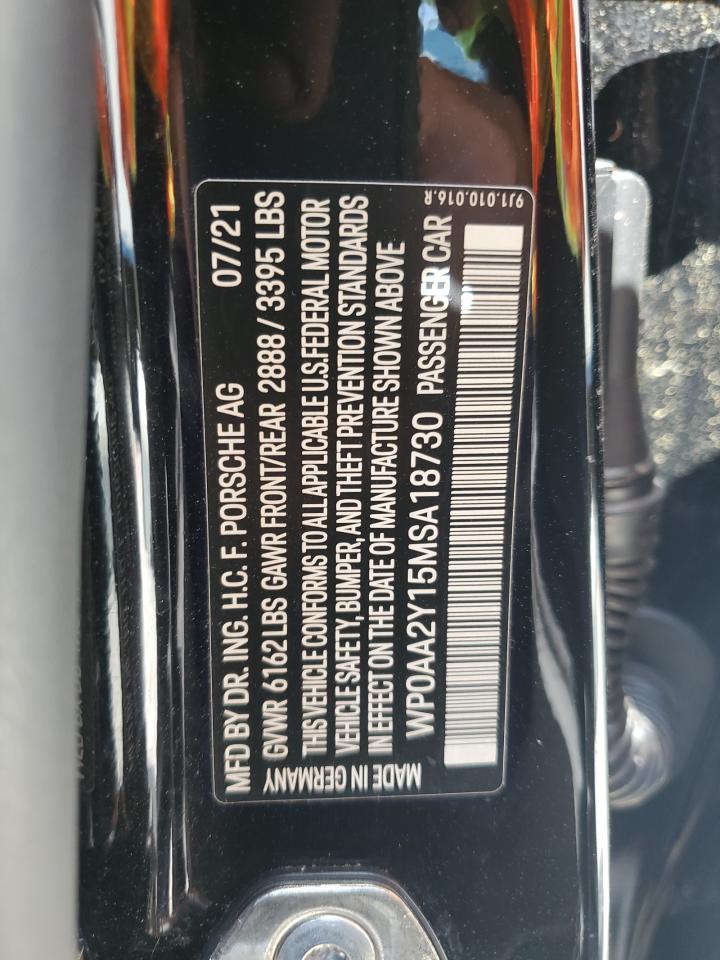 MFD BY DR. ING. H.C. F. PORSCHE AG 07/21
GVWR 6162 LBS GAWR FRONT/REAR 2888 / 3395 LBS
THIS VEHICLE CONFORMS TO ALL APPLICABLE U.S. FEDERAL MOTOR
VEHICLE SAFETY, BUMPER, AND THEFT PREVENTION STANDARDS
IN EFFECT ON THE DATE OF MANUFACTURE SHOWN ABOVE
MADE IN GERMANY
WP0AA2Y15MSA18730 PASSENGER CAR
9J1.010.016.R